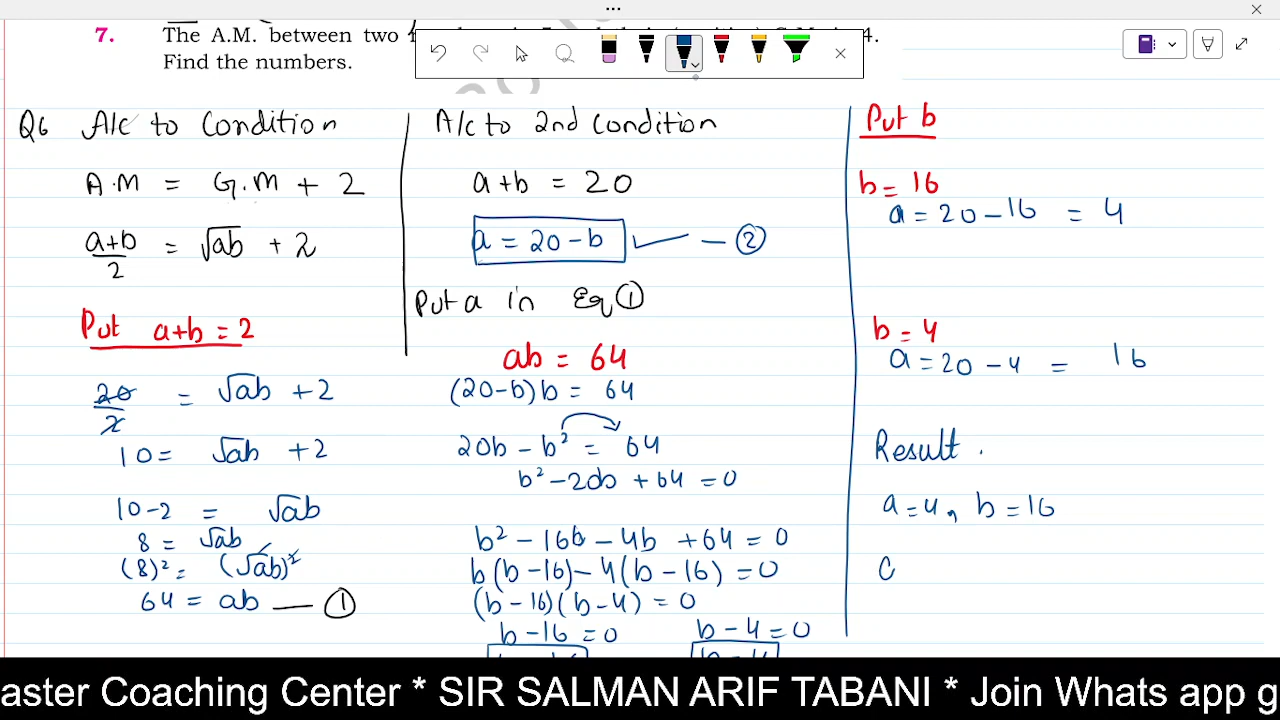 7. The A.M. between two 4.
Find the numbers.
Q6 A/c to Condition
A.M = G.M + 2
a+b/2 = √ab + 2
Put a+b = 2
20/2 = √ab + 2
10 = √ab + 2
10-2 = √ab
8 = √ab
(8)² = (√ab)²
64 = ab — ①
A/c to 2nd Condition
a+b = 20
a = 20-b — ②
Put a in Eq ①
ab = 64
(20-b)b = 64
20b - b² = 64
b² - 20b + 64 = 0
b² - 16b - 4b + 64 = 0
b(b-16) - 4(b-16) = 0
(b-16)(b-4) = 0
b-16 = 0 b-4 = 0
Put b
b = 16
a = 20-16 = 4
b = 4
a = 20-4 = 16
Result.
a = 4, b = 16
aster Coaching Center * SIR SALMAN ARIF TABANI * Join Whats app g